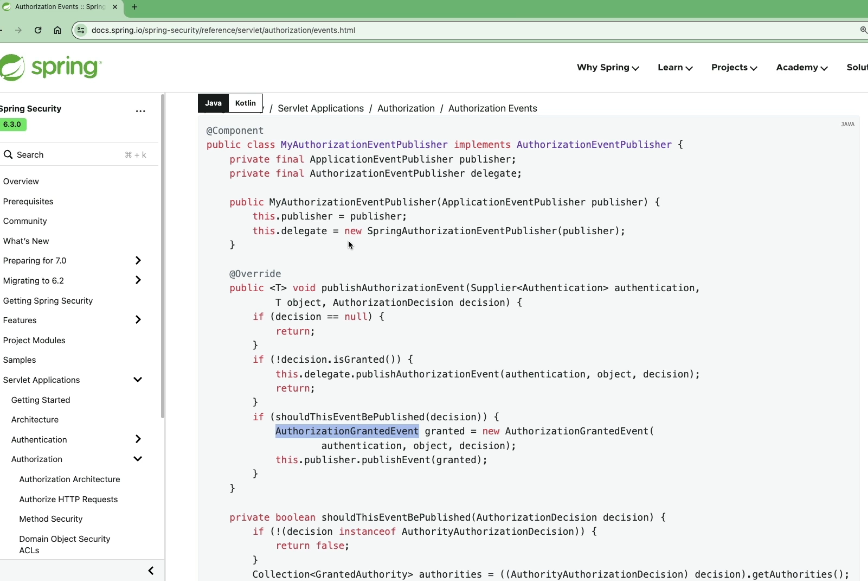 Authorization Events :: Spring
docs.spring.io/spring-security/reference/servlet/authorization/events.html
spring
Why Spring
Learn
Projects
Academy
Spring Security
6.3.0
Search
⌘ + k
Overview
Prerequisites
Community
What's New
Preparing for 7.0
Migrating to 6.2
Getting Spring Security
Features
Project Modules
Samples
Servlet Applications
Getting Started
Architecture
Authentication
Authorization
Authorization Architecture
Authorize HTTP Requests
Method Security
Domain Object Security
ACLs
Java Kotlin
/ Servlet Applications / Authorization / Authorization Events
JAVA
@Component
public class MyAuthorizationEventPublisher implements AuthorizationEventPublisher {
private final ApplicationEventPublisher publisher;
private final AuthorizationEventPublisher delegate;
public MyAuthorizationEventPublisher(ApplicationEventPublisher publisher) {
this.publisher = publisher;
this.delegate = new SpringAuthorizationEventPublisher(publisher);
}
@Override
public <T> void publishAuthorizationEvent(Supplier<Authentication> authentication,
T object, AuthorizationDecision decision) {
if (decision == null) {
return;
}
if (!decision.isGranted()) {
this.delegate.publishAuthorizationEvent(authentication, object, decision);
return;
}
if (shouldThisEventBePublished(decision)) {
AuthorizationGrantedEvent granted = new AuthorizationGrantedEvent(
authentication, object, decision);
this.publisher.publishEvent(granted);
}
}
private boolean shouldThisEventBePublished(AuthorizationDecision decision) {
if (!(decision instanceof AuthorityAuthorizationDecision)) {
return false;
}
Collection<GrantedAuthority> authorities = ((AuthorityAuthorizationDecision) decision).getAuthorities();